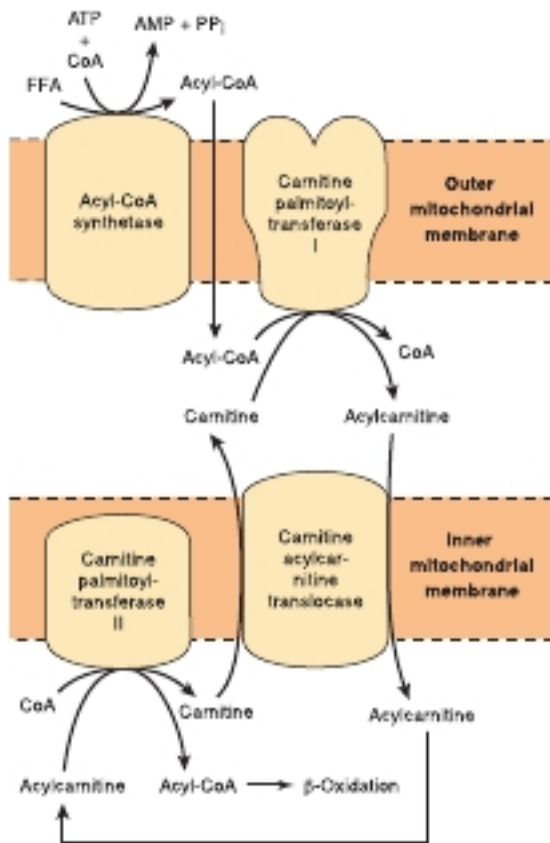 ATP
+
CoA
AMP + PPi
FFA
Acyl-CoA
Acyl-CoA
synthetase
Carnitine
palmitoyl-
transferase
I
Outer
mitochondrial
membrane
Acyl-CoA
CoA
Carnitine
Acylcarnitine
Carnitine
palmitoyl-
transferase
II
Carnitine
acylcar-
nitine
translocase
Inner
mitochondrial
membrane
CoA
Carnitine
Acylcarnitine
Acylcarnitine
Acyl-CoA
β-Oxidation